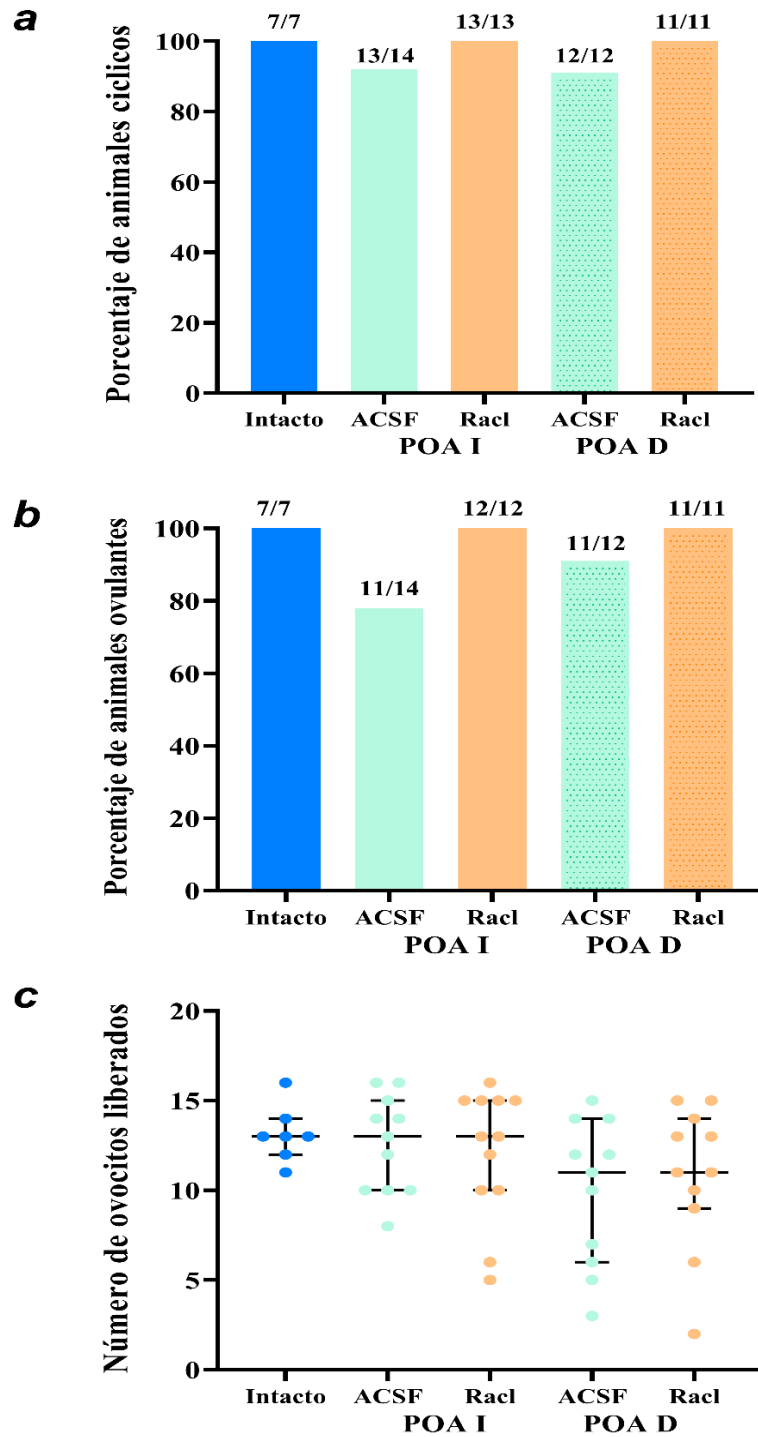 a
Porcentaje de animales ciclicos
100
80
60
40
20
0
7/7
13/14
13/13
12/12
11/11
Intacto ACSF Racl ACSF Racl
POA I POA D
b
Porcentaje de animales ovulantes
100
80
60
40
20
0
7/7
11/14
12/12
11/12
11/11
Intacto ACSF Racl ACSF Racl
POA I POA D
c
Número de ovocitos liberados
20
15
10
5
0
Intacto ACSF Racl ACSF Racl
POA I POA D